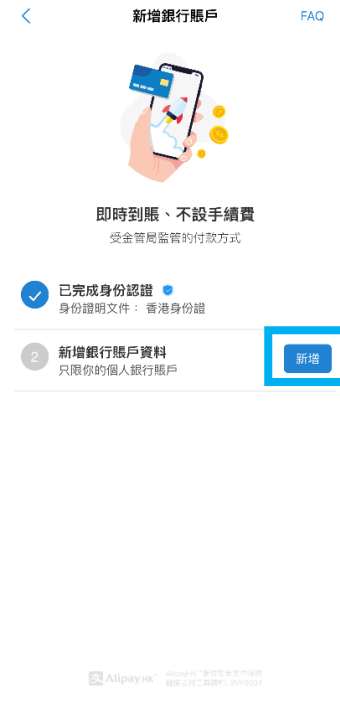 新增銀行賬戶
FAQ
即時到賬、不設手續費
受金管局監管的付款方式
已完成身份認證
身份證明文件： 香港身份證
2
新增銀行賬戶資料
只限你的個人銀行賬戶
新增
支 AlipayHK